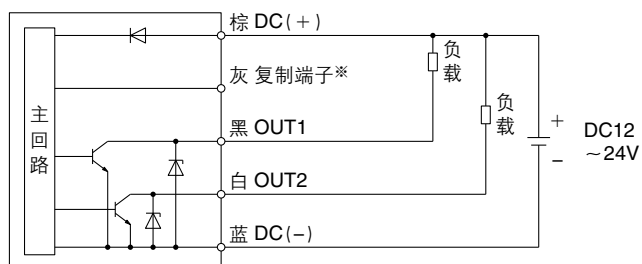 棕 DC(+)
灰 复制端子※
黑 OUT1
白 OUT2
蓝 DC(−)
主回路
负载
负载
+
−
DC12
～24V